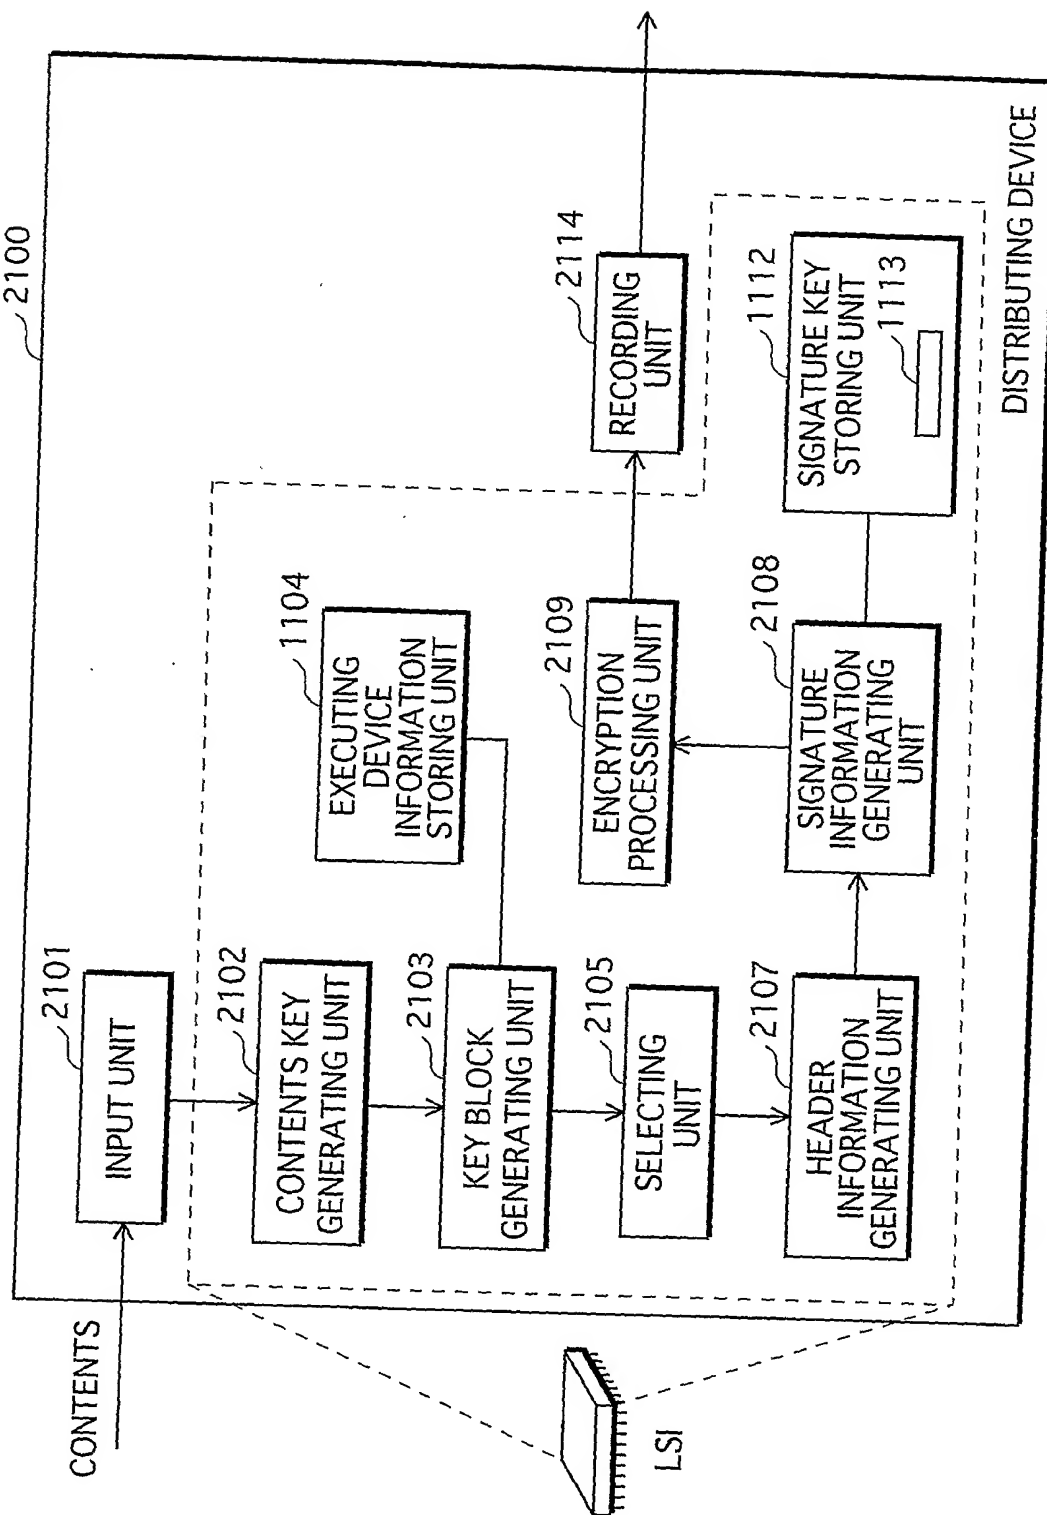 2100
CONTENTS
2101
INPUT UNIT
2102
CONTENTS KEY
GENERATING UNIT
1104
EXECUTING
DEVICE
INFORMATION
STORING UNIT
2103
KEY BLOCK
GENERATING UNIT
2105
SELECTING
UNIT
2109
ENCRYPTION
PROCESSING UNIT
2114
RECORDING
UNIT
2107
HEADER
INFORMATION
GENERATING UNIT
2108
SIGNATURE
INFORMATION
GENERATING
UNIT
1112
SIGNATURE KEY
STORING UNIT
1113
LSI
DISTRIBUTING DEVICE